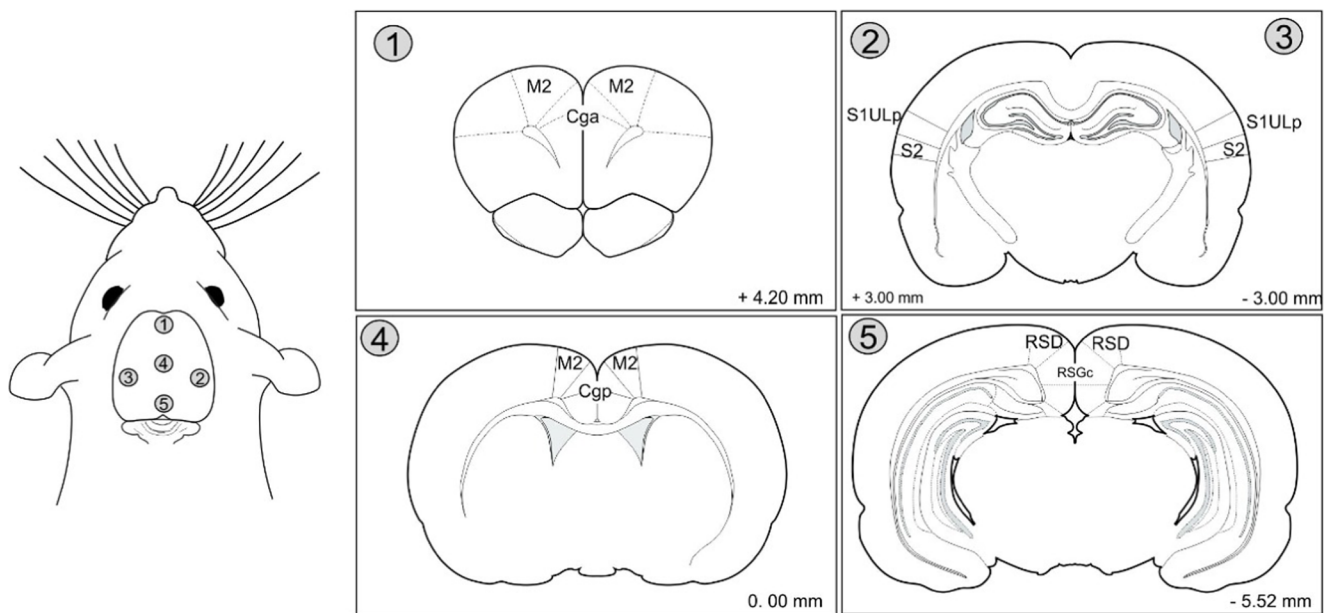 1
4
3
2
5
1
M2 M2
Cga
+ 4.20 mm
2
3
S1ULp S1ULp
S2 S2
+ 3.00 mm - 3.00 mm
4
M2 M2
Cgp
0. 00 mm
5
RSD RSD
RSGc
- 5.52 mm